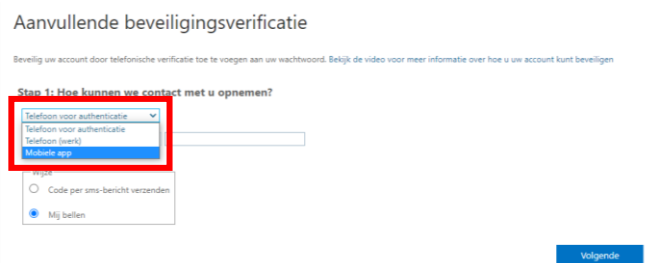 Aanvullende beveiligingsverificatie
Beveilig uw account door telefonische verificatie toe te voegen aan uw wachtwoord. Bekijk de video voor meer informatie over hoe u uw account kunt beveiligen
Stap 1: Hoe kunnen we contact met u opnemen?
Telefoon voor authenticatie
Telefoon voor authenticatie
Telefoon (werk)
Mobiele app
Wijze
Code per sms-bericht verzenden
Mij bellen
Volgende